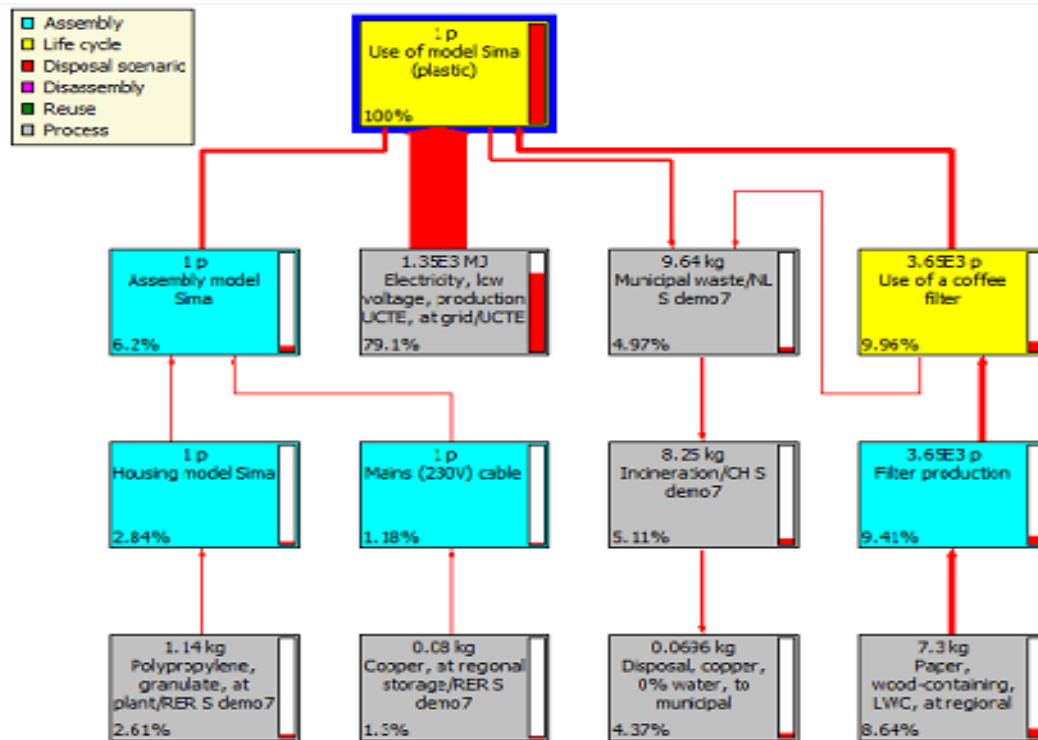 Assembly
Life cycle
Disposal scenaric
Disassembly
Reuse
Process
1 p
Use of model Sima
(plastic)
100%
1 p
Assembly model
Sima
6.2%
1.35E3 MJ
Electricity, low
voltage, production
UCTE, at grid/UCTE
79.1%
9.64 kg
Municipal waste/NL
S demo7
4.97%
3.65E3 p
Use of a coffee
filter
9.96%
1 p
Housing model Sima
2.84%
1 p
Mains (230V) cable
1.18%
8.25 kg
Incineration/CH S
demo7
5.11%
3.65E3 p
Filter production
9.41%
1.14 kg
Polypropylene,
granulate, at
plant/RER S demo7
2.61%
0.08 kg
Copper, at regional
storage/RER S
demo7
1.3%
0.0696 kg
Disposal, copper,
0% water, to
municipal
4.37%
7.3 kg
Paper,
wood-containing,
LWC, at regional
8.64%